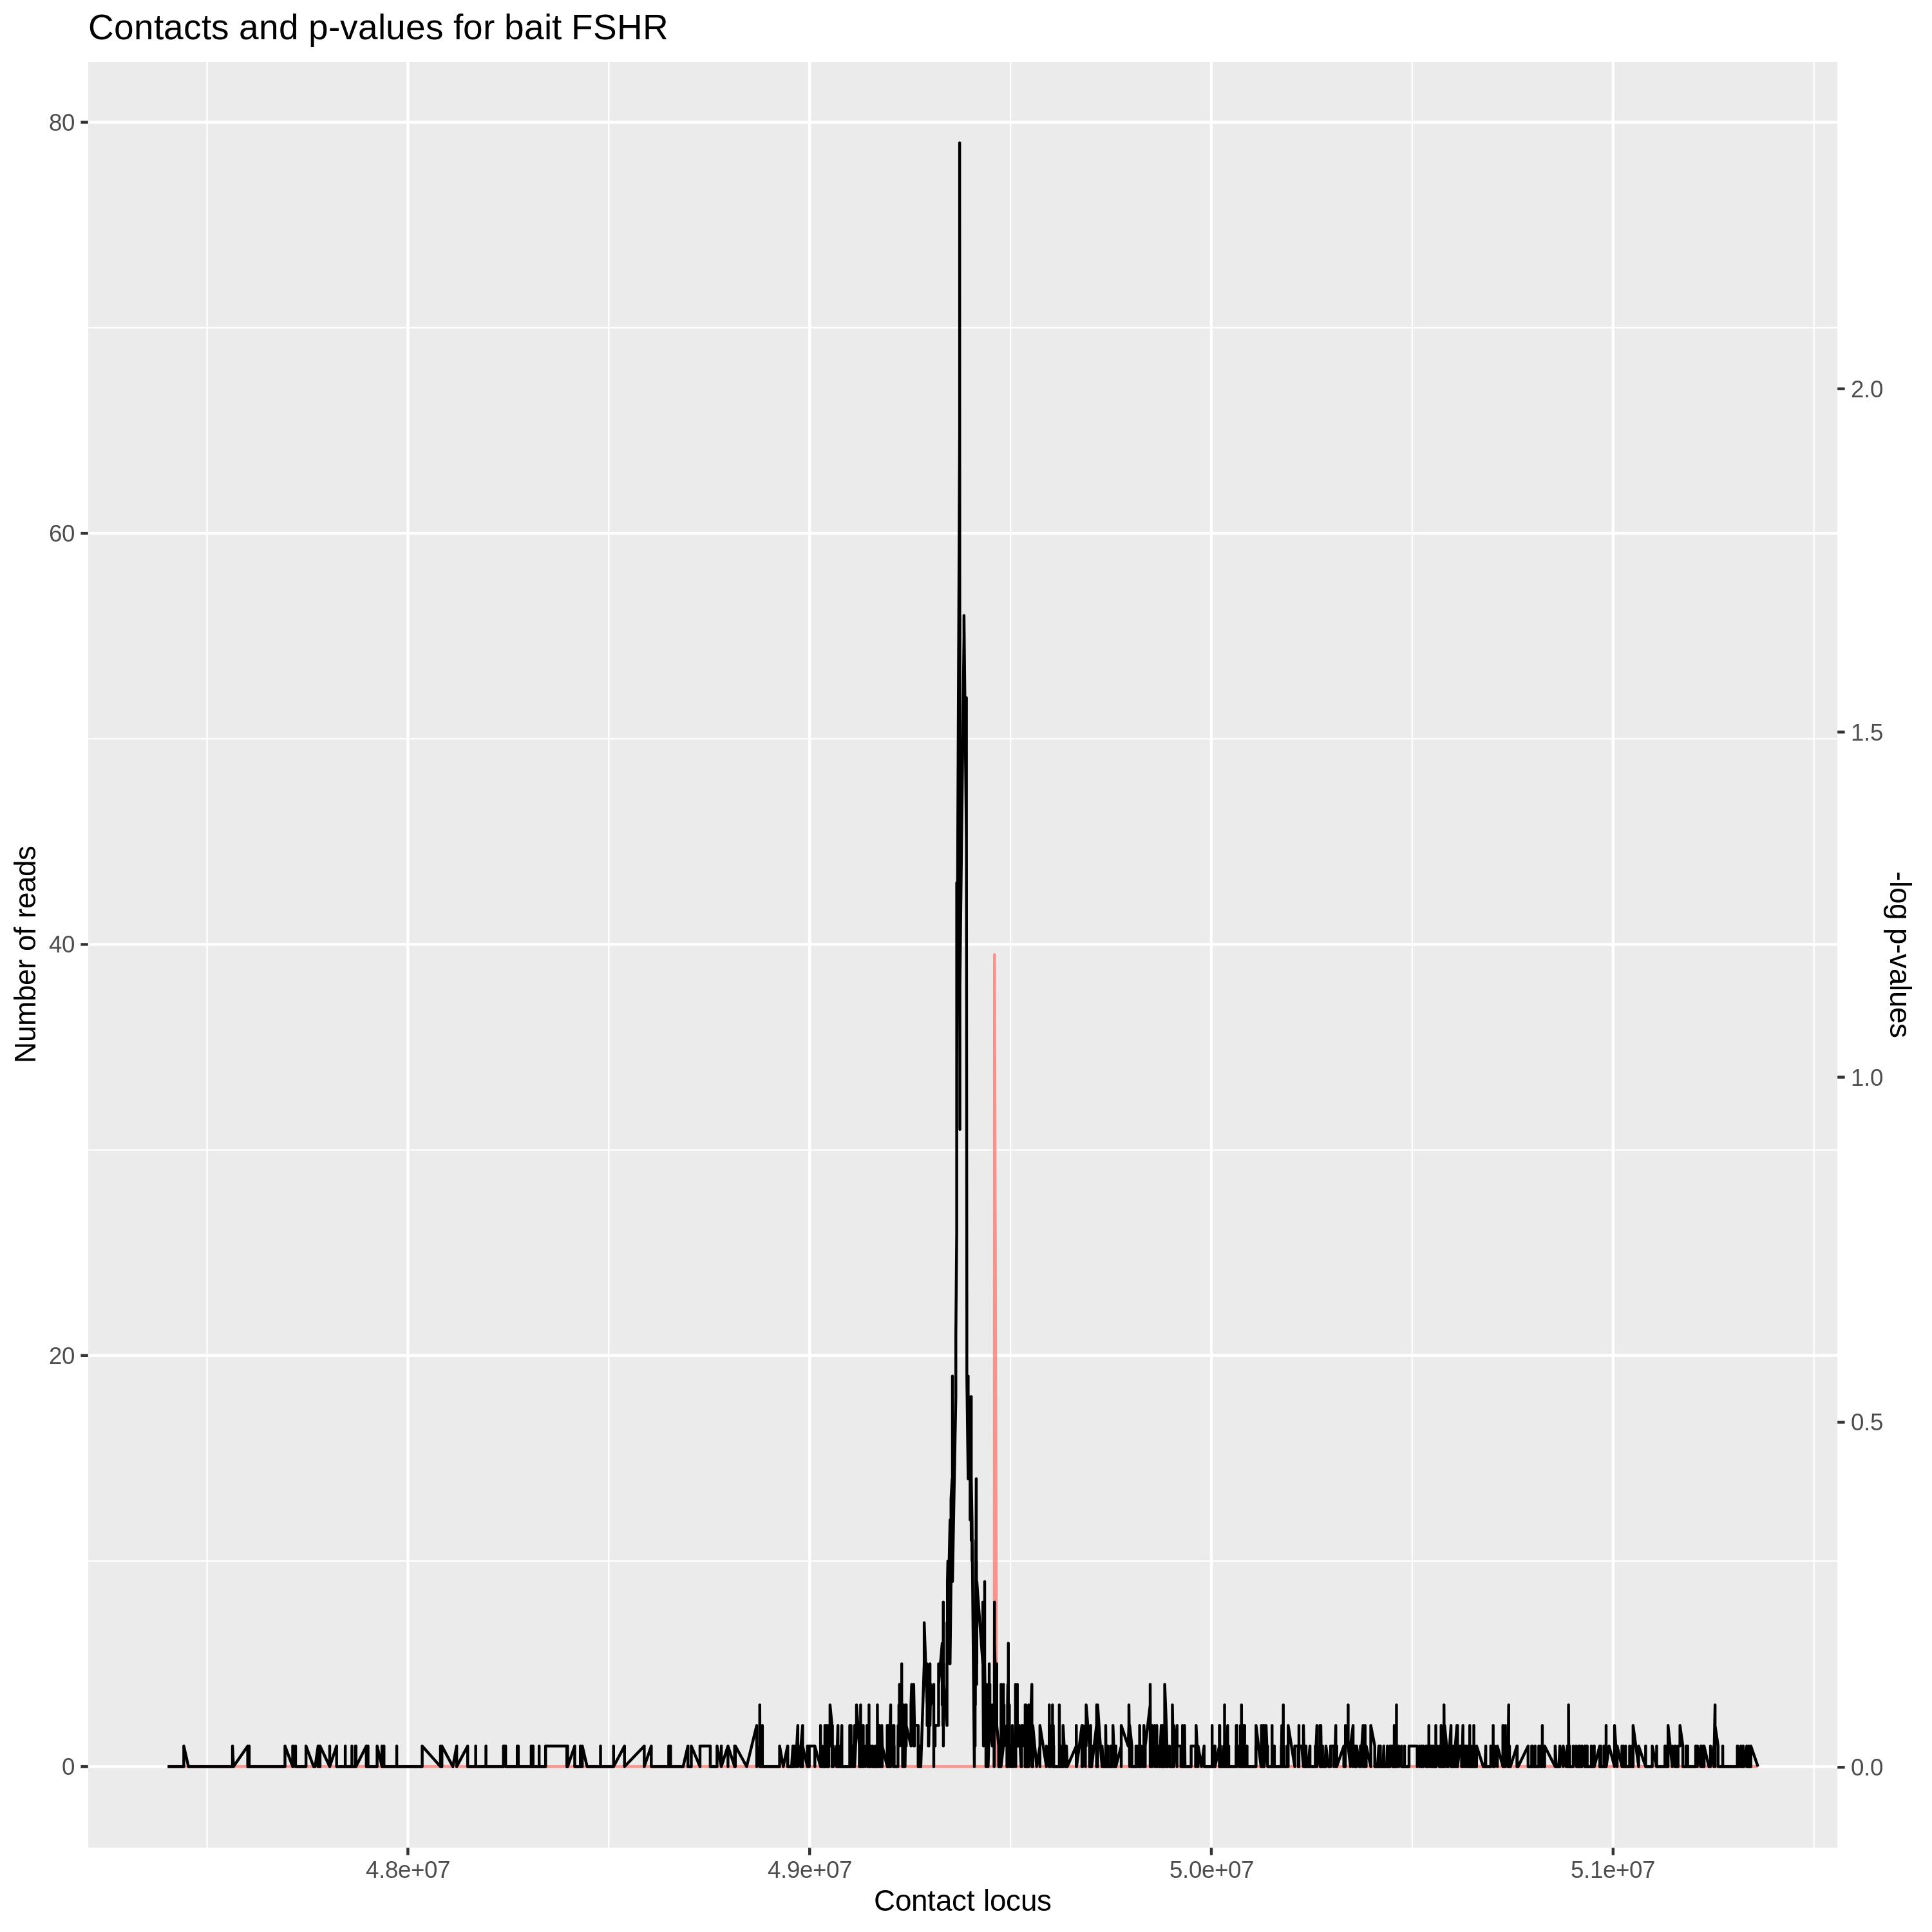 Contacts and p-values for bait FSHR
80
60
40
20
0
Number of reads
2.0
1.5
1.0
0.5
0.0
-log p-values
4.8e+07
4.9e+07
5.0e+07
5.1e+07
Contact locus